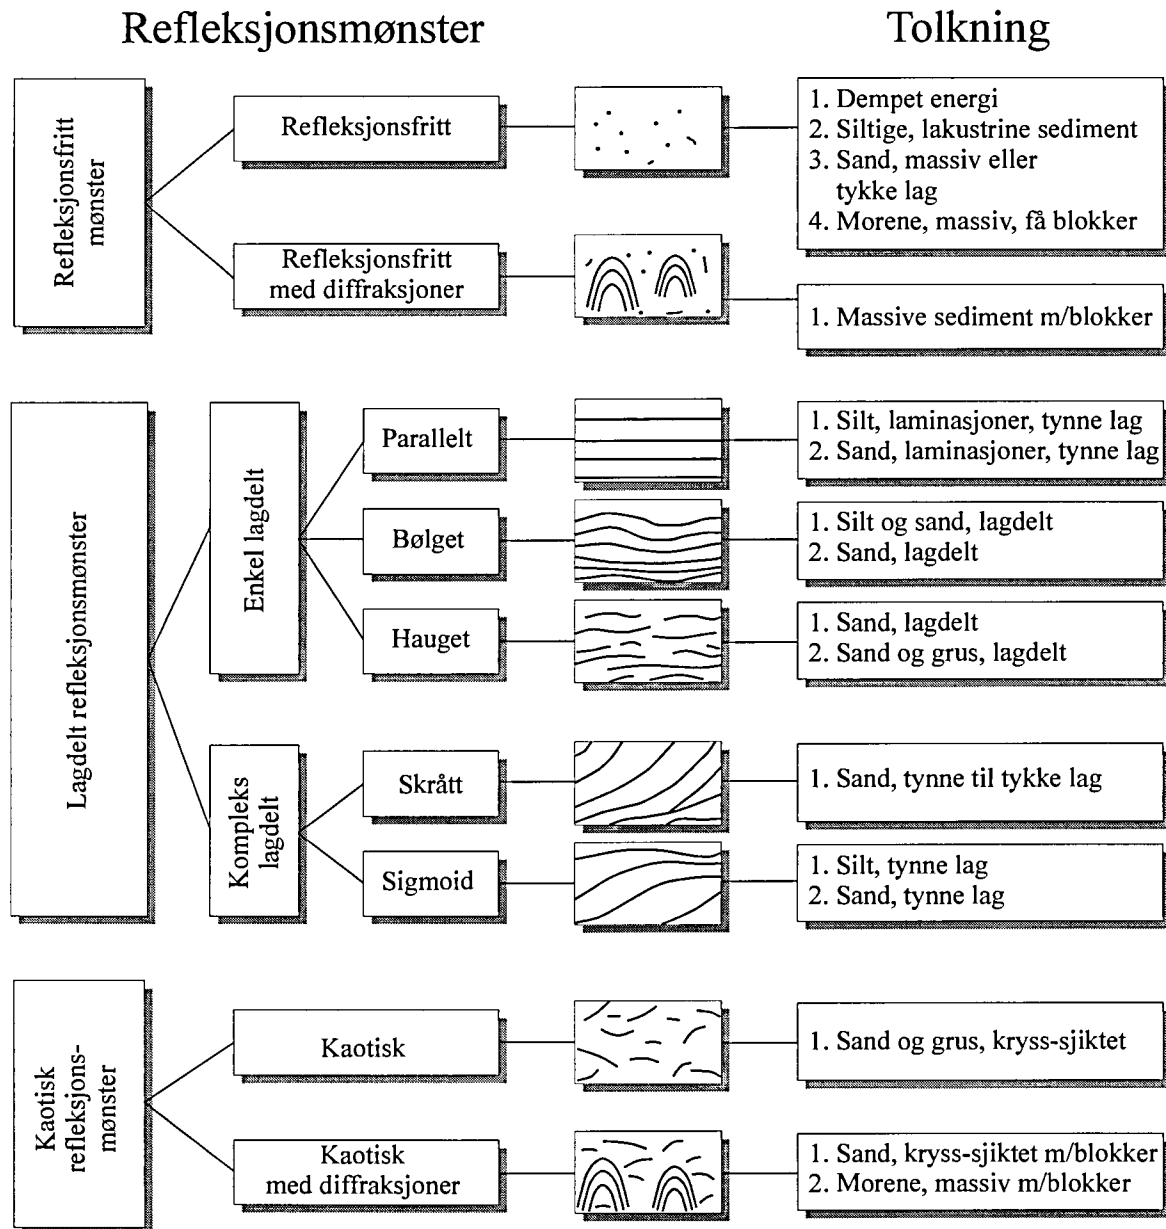 Refleksjonsmønster
Tolkning
Refleksjonsfritt
mønster
Refleksjonsfritt
1. Dempet energi
2. Siltige, lakustrine sediment
3. Sand, massiv eller
tykke lag
4. Morene, massiv, få blokker
Refleksjonsfritt
med diffraksjoner
1. Massive sediment m/blokker
Lagdelt refleksjonsmønster
Enkel lagdelt
Parallelt
1. Silt, laminasjoner, tynne lag
2. Sand, laminasjoner, tynne lag
Bølget
1. Silt og sand, lagdelt
2. Sand, lagdelt
Hauget
1. Sand, lagdelt
2. Sand og grus, lagdelt
Kompleks
lagdelt
Skrått
1. Sand, tynne til tykke lag
Sigmoid
1. Silt, tynne lag
2. Sand, tynne lag
Kaotisk
refleksjons-
mønster
Kaotisk
1. Sand og grus, kryss-sjiktet
Kaotisk
med diffraksjoner
1. Sand, kryss-sjiktet m/blokker
2. Morene, massiv m/blokker